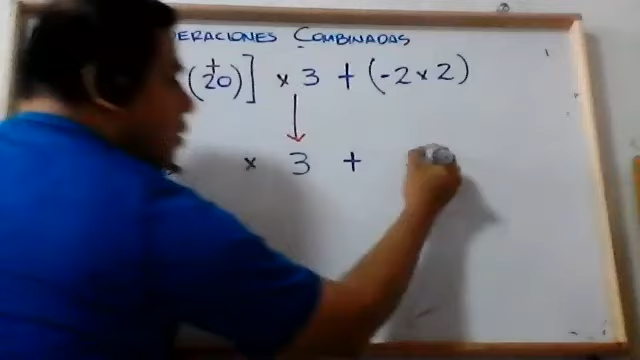 ERACIONES COMBINADAS
(+20)] × 3 + (-2 × 2)
× 3 +